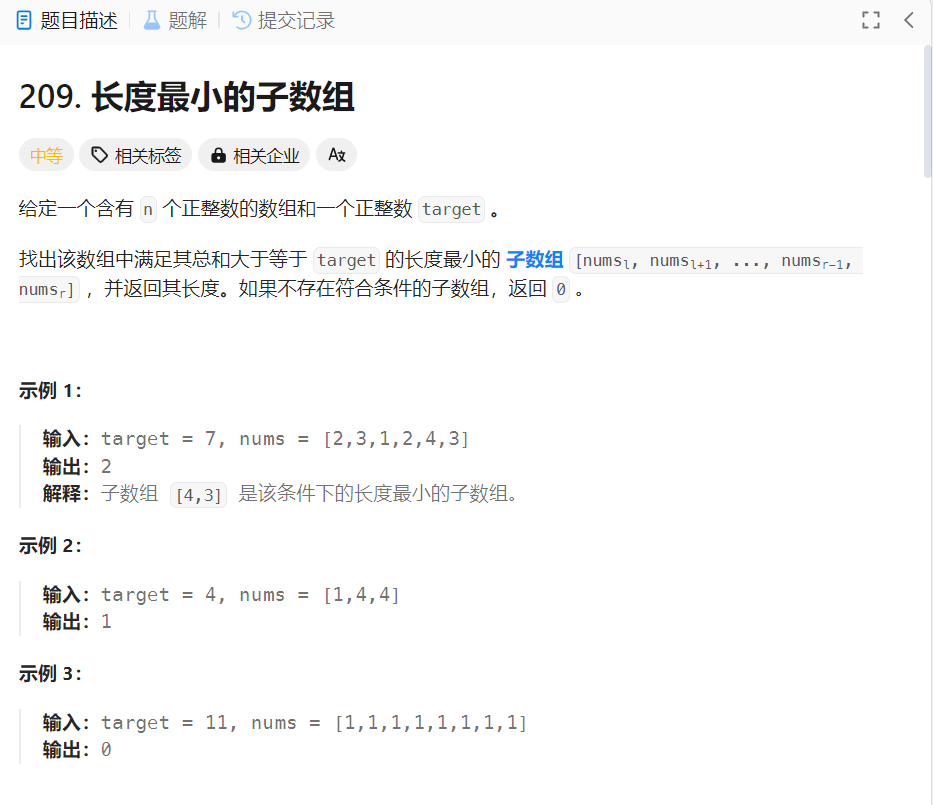 题目描述 题解 提交记录
209. 长度最小的子数组
中等 相关标签 相关企业 Az
给定一个含有 n 个正整数的数组和一个正整数 target 。
找出该数组中满足其总和大于等于 target 的长度最小的 子数组 [numsl, numsl+1, ..., numsr-1,
numsr] ，并返回其长度。如果不存在符合条件的子数组，返回 0 。
示例 1：
输入：target = 7, nums = [2,3,1,2,4,3]
输出：2
解释：子数组 [4,3] 是该条件下的长度最小的子数组。
示例 2：
输入：target = 4, nums = [1,4,4]
输出：1
示例 3：
输入：target = 11, nums = [1,1,1,1,1,1,1,1]
输出：0